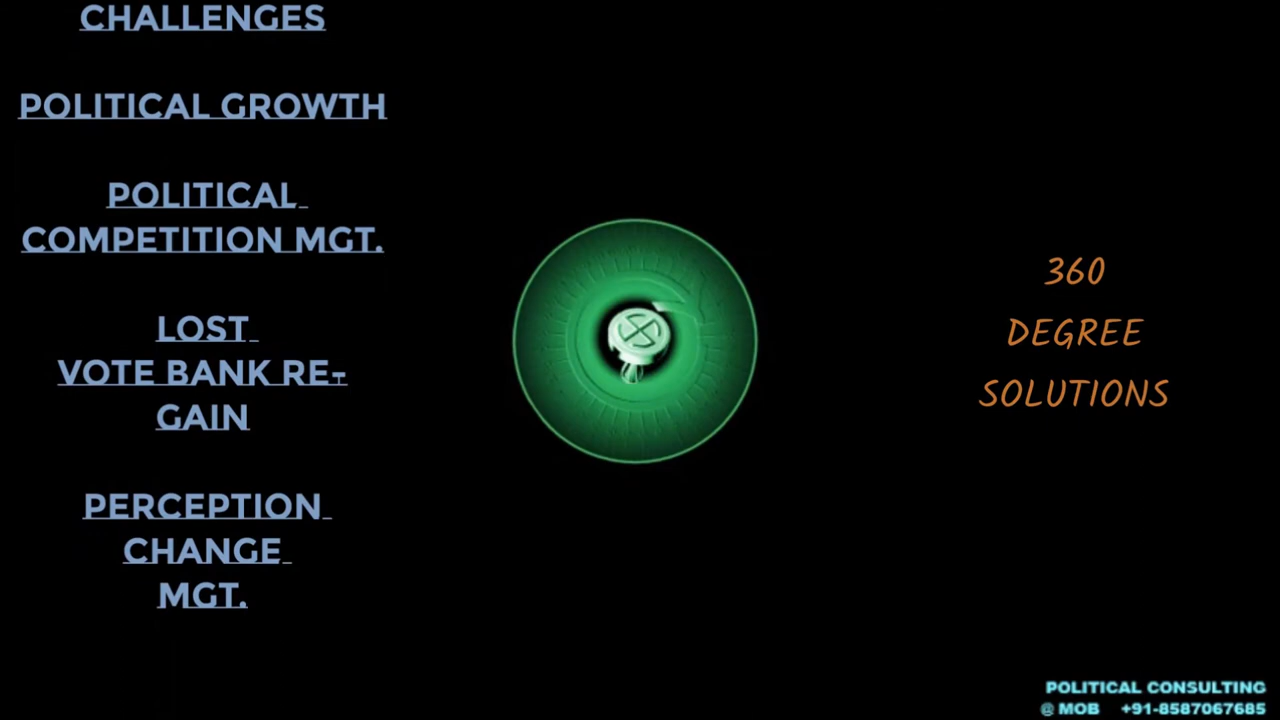 CHALLENGES
POLITICAL GROWTH
POLITICAL
COMPETITION MGT.
LOST
VOTE BANK RE-
GAIN
PERCEPTION
CHANGE
MGT.
360
DEGREE
SOLUTIONS
POLITICAL CONSULTING
@ MOB +91-8587067685